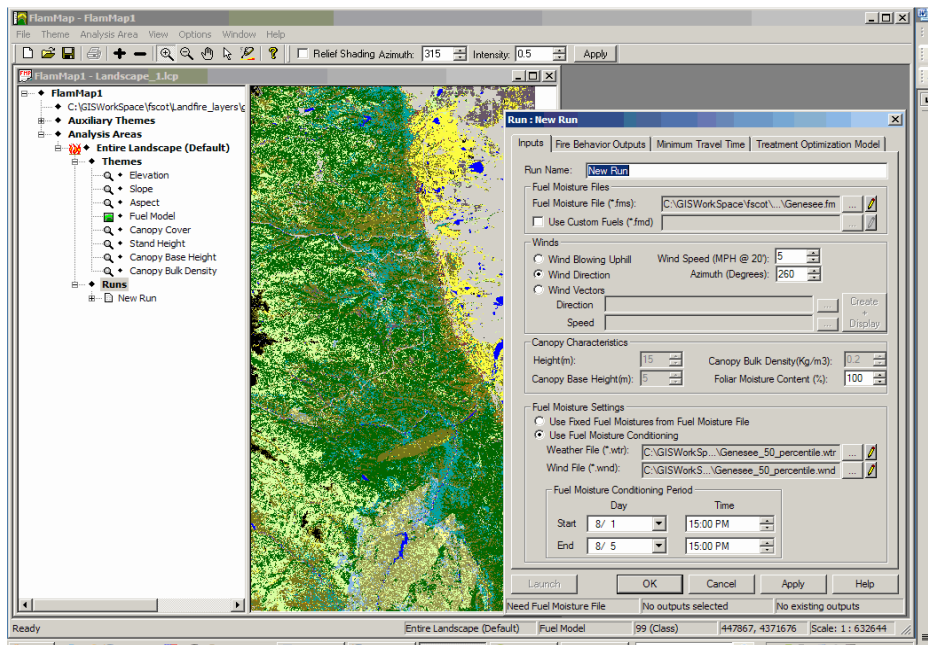 FlamMap - FlamMap1
File Theme Analysis Area View Options Window Help
Relief Shading Azimuth: 315 Intensity: 0.5 Apply
FlamMap1 - Landscape_1.lcp
FlamMap1
C:\GISWorkSpace\fscot\Landfire_layers\g
Auxiliary Themes
Analysis Areas
Entire Landscape (Default)
Themes
Elevation
Slope
Aspect
Fuel Model
Canopy Cover
Stand Height
Canopy Base Height
Canopy Bulk Density
Runs
New Run
Run : New Run
Inputs Fire Behavior Outputs Minimum Travel Time Treatment Optimization Model
Run Name: New Run
Fuel Moisture Files
Fuel Moisture File (*.fms): C:\GISWorkSpace\fscot\...\Genesee.fm ...
Use Custom Fuels (*.fmd) ...
Winds
Wind Blowing Uphill Wind Speed (MPH @ 20'): 5
Wind Direction Azimuth (Degrees): 260
Wind Vectors
Direction ...
Speed ...
Create + Display
Canopy Characteristics
Height(m): 15 Canopy Bulk Density(Kg/m3): 0.2
Canopy Base Height(m): 5 Foliar Moisture Content (%): 100
Fuel Moisture Settings
Use Fixed Fuel Moistures from Fuel Moisture File
Use Fuel Moisture Conditioning
Weather File (*.wtr): C:\GISWorkSp...\Genesee_50_percentile.wtr ...
Wind File (*.wnd): C:\GISWorkS...\Genesee_50_percentile.wnd ...
Fuel Moisture Conditioning Period
Day Time
Start 8/ 1 15:00 PM
End 8/ 5 15:00 PM
Launch OK Cancel Apply Help
Need Fuel Moisture File No outputs selected No existing outputs
Ready Entire Landscape (Default) Fuel Model 99 (Class) 447867, 4371676 Scale: 1 : 632644